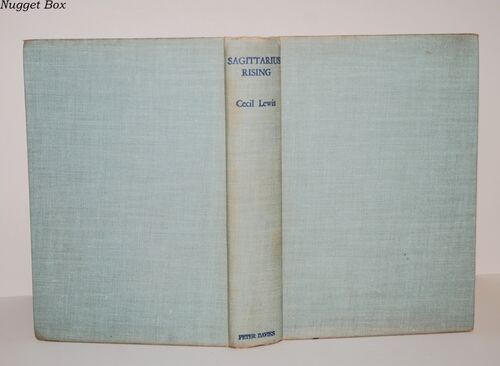 Nugget Box
SAGITTARIUS
RISING
Cecil Lewis
PETER DAVIES